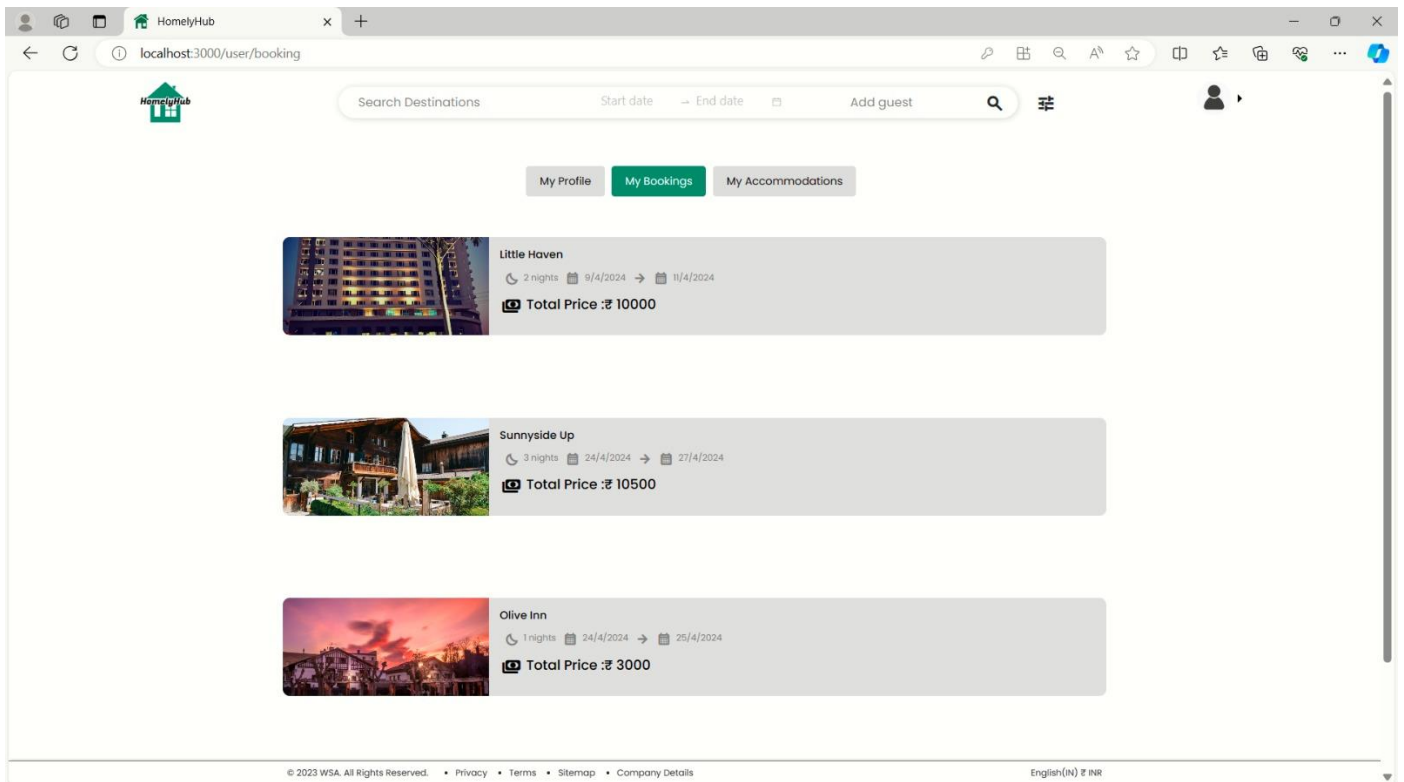 HomelyHub
localhost:3000/user/booking
HomelyHub
Search Destinations Start date → End date Add guest
My Profile My Bookings My Accommodations
Little Haven
2 nights 9/4/2024 → 11/4/2024
Total Price :₹ 10000
Sunnyside Up
3 nights 24/4/2024 → 27/4/2024
Total Price :₹ 10500
Olive Inn
1 nights 24/4/2024 → 25/4/2024
Total Price :₹ 3000
© 2023 WSA. All Rights Reserved. • Privacy • Terms • Sitemap • Company Details English(IN) ₹ INR